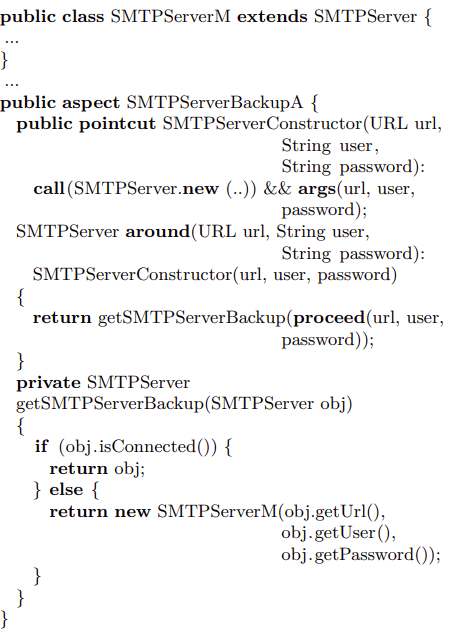 public class SMTPServerM extends SMTPServer {
...
}
...
public aspect SMTPServerBackupA {
public pointcut SMTPServerConstructor(URL url,
String user,
String password):
call(SMTPServer.new (..)) && args(url, user,
password);
SMTPServer around(URL url, String user,
String password):
SMTPServerConstructor(url, user, password)
{
return getSMTPServerBackup(proceed(url, user,
password));
}
private SMTPServer
getSMTPServerBackup(SMTPServer obj)
{
if (obj.isConnected()) {
return obj;
} else {
return new SMTPServerM(obj.getUrl(),
obj.getUser(),
obj.getPassword());
}
}
}